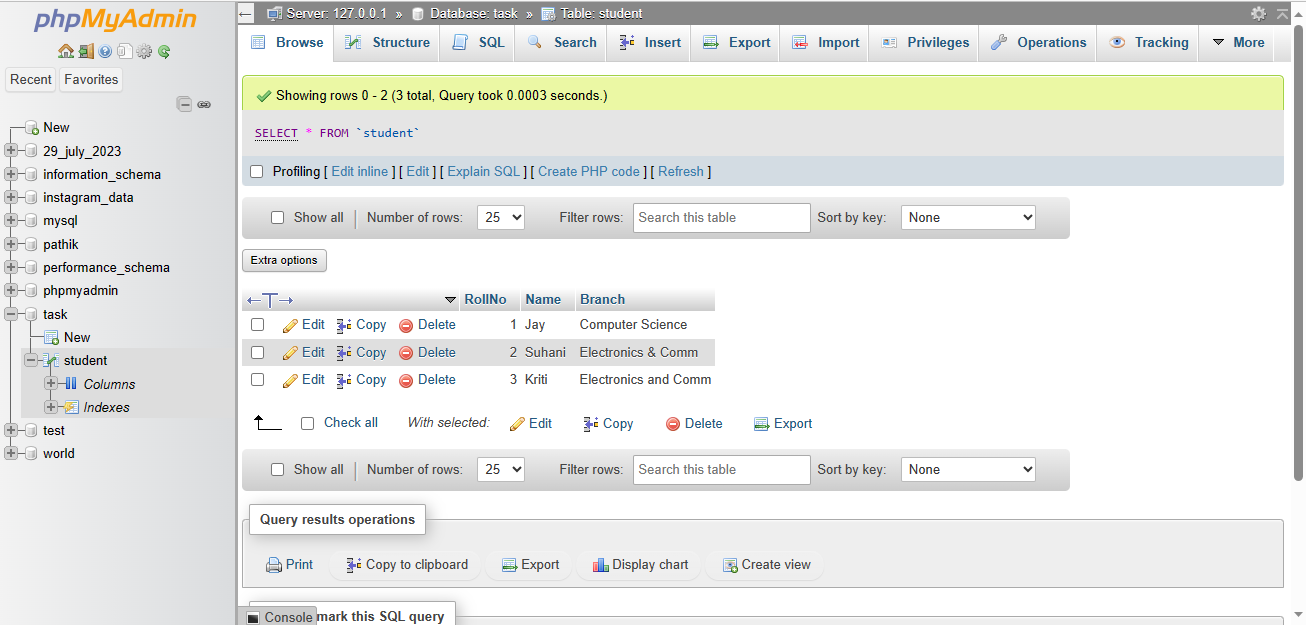 phpMyAdmin
Recent Favorites
New
29_july_2023
information_schema
instagram_data
mysql
pathik
performance_schema
phpmyadmin
task
New
student
Columns
Indexes
test
world
Server: 127.0.0.1 » Database: task » Table: student
Browse Structure SQL Search Insert Export Import Privileges Operations Tracking More
Showing rows 0 - 2 (3 total, Query took 0.0003 seconds.)
SELECT * FROM `student`
Profiling [ Edit inline ] [ Edit ] [ Explain SQL ] [ Create PHP code ] [ Refresh ]
Show all Number of rows: 25 Filter rows: Search this table Sort by key: None
Extra options
RollNo Name Branch
Edit Copy Delete 1 Jay Computer Science
Edit Copy Delete 2 Suhani Electronics & Comm
Edit Copy Delete 3 Kriti Electronics and Comm
Check all With selected: Edit Copy Delete Export
Show all Number of rows: 25 Filter rows: Search this table Sort by key: None
Query results operations
Print Copy to clipboard Export Display chart Create view
Console mark this SQL query